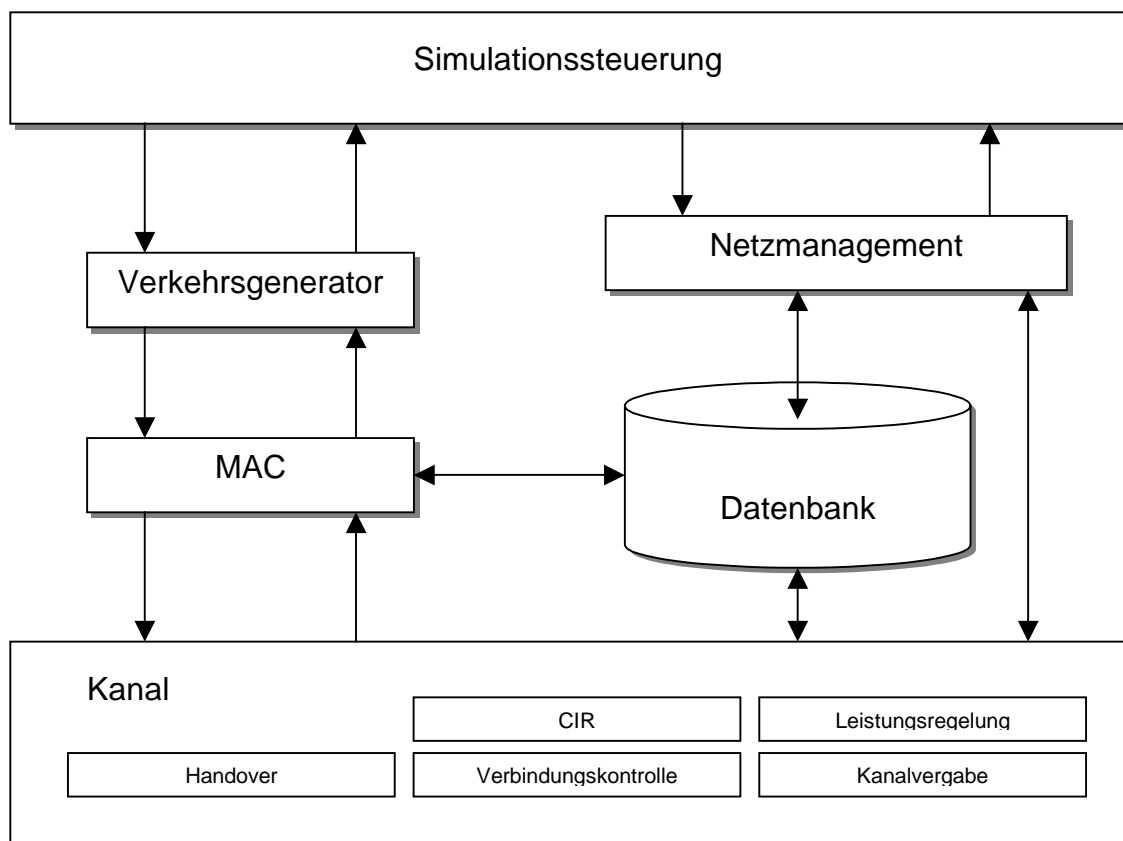 Simulationssteuerung
Netzmanagement
Verkehrsgenerator
MAC
Datenbank
Kanal
CIR
Leistungsregelung
Handover
Verbindungskontrolle
Kanalvergabe